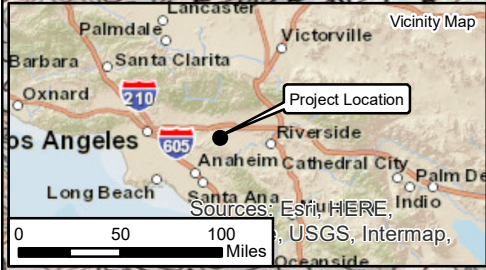 Lancaster
Vicinity Map
Palmdale
Victorville
Barbara
Santa Clarita
Oxnard
210
Project Location
os Angeles
605
Riverside
Anaheim
Cathedral City
Palm De
Long Beach
Santa Ana
Indio
Sources: Esri, HERE,
, USGS, Intermap,
0 50 100
Miles
Oceanside